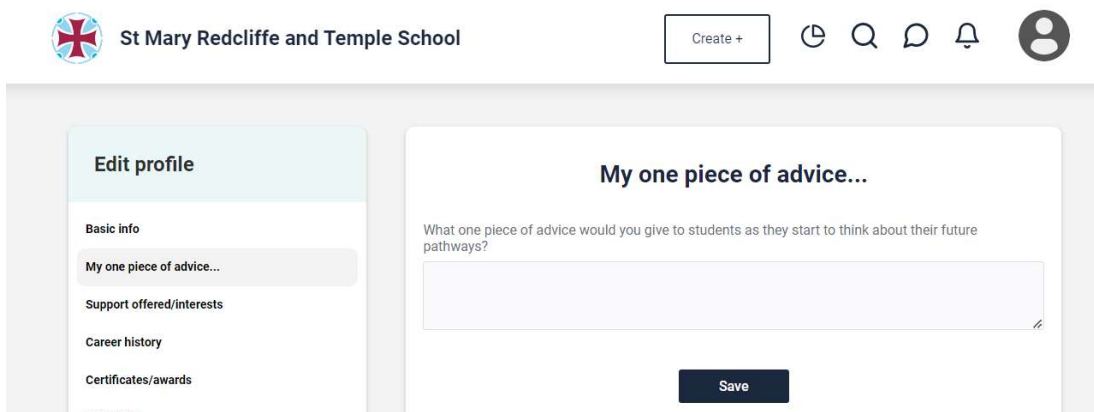 St Mary Redcliffe and Temple School
Create +
Edit profile
Basic info
My one piece of advice...
Support offered/interests
Career history
Certificates/awards
My one piece of advice...
What one piece of advice would you give to students as they start to think about their future
pathways?
Save